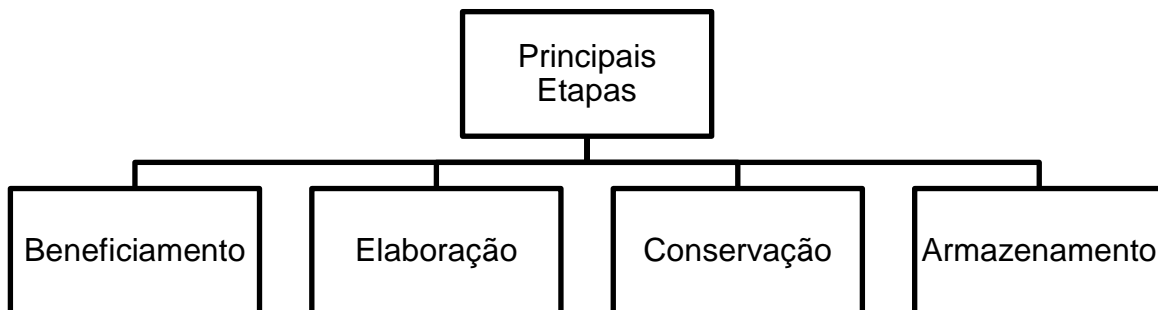 Principais
Etapas
Beneficiamento
Elaboração
Conservação
Armazenamento